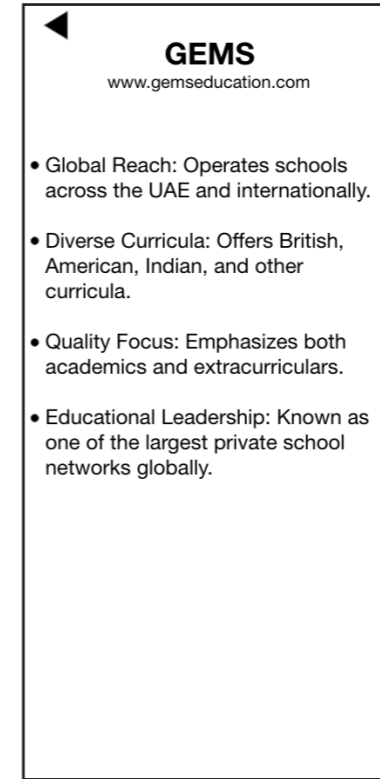 GEMS
www.gemseducation.com
• Global Reach: Operates schools
across the UAE and internationally.
• Diverse Curricula: Offers British,
American, Indian, and other
curricula.
• Quality Focus: Emphasizes both
academics and extracurriculars.
• Educational Leadership: Known as
one of the largest private school
networks globally.